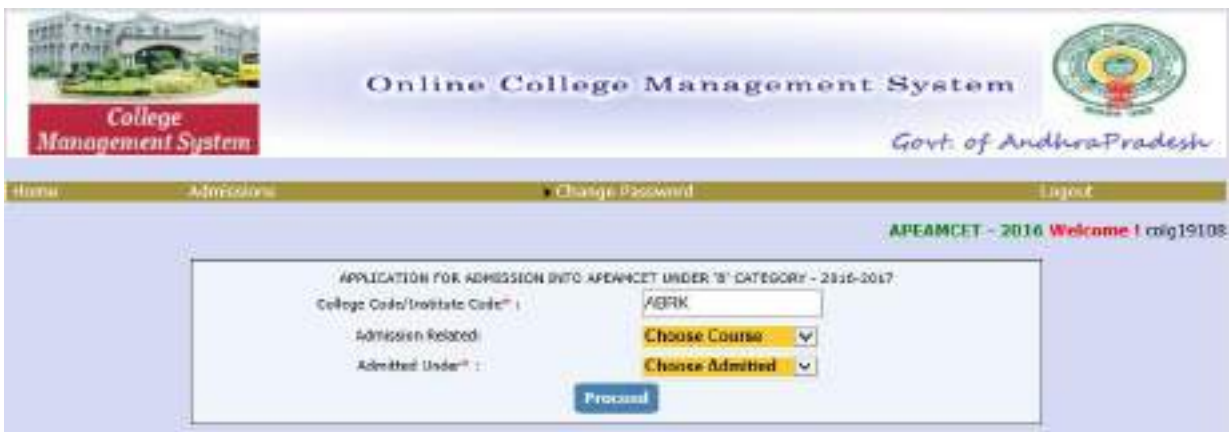 Online College Management System
College
Management System
Govt. of AndhraPradesh
Home Admissions Change Password Logout
APEAMCET - 2016 Welcome ! colg19108
APPLICATION FOR ADMISSION INTO APEAMCET UNDER 'B' CATEGORY - 2016-2017
College Code/Institute Code* : ABRK
Admission Related: Choose Course
Admitted Under* : Choose Admitted
Proceed